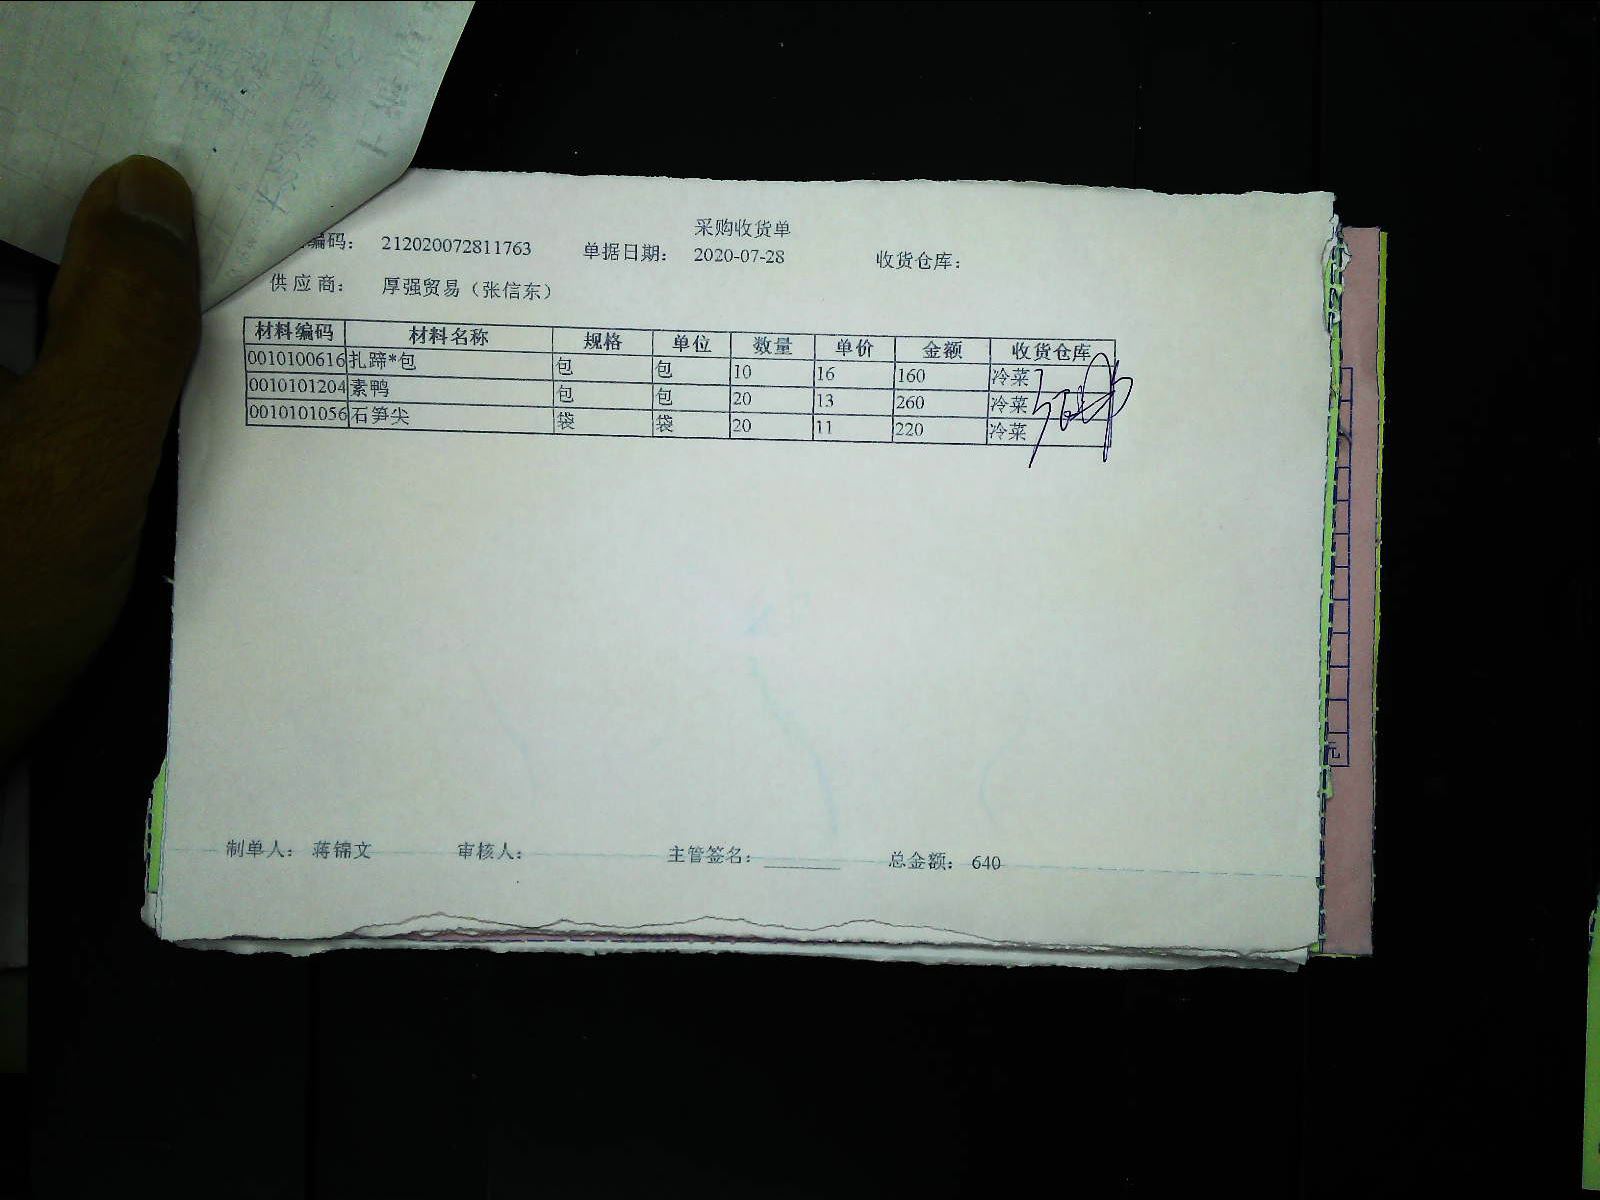 采购收货单
编码： 212020072811763 单据日期： 2020-07-28 收货仓库：
供 应 商： 厚强贸易（张信东）
材料编码 材料名称 规格 单位 数量 单价 金额 收货仓库
0010100616 扎蹄*包 包 包 10 16 160 冷菜
0010101204 素鸭 包 包 20 13 260 冷菜
0010101056 石笋尖 袋 袋 20 11 220 冷菜
制单人： 蒋锦文 审核人： 主管签名： 总金额： 640